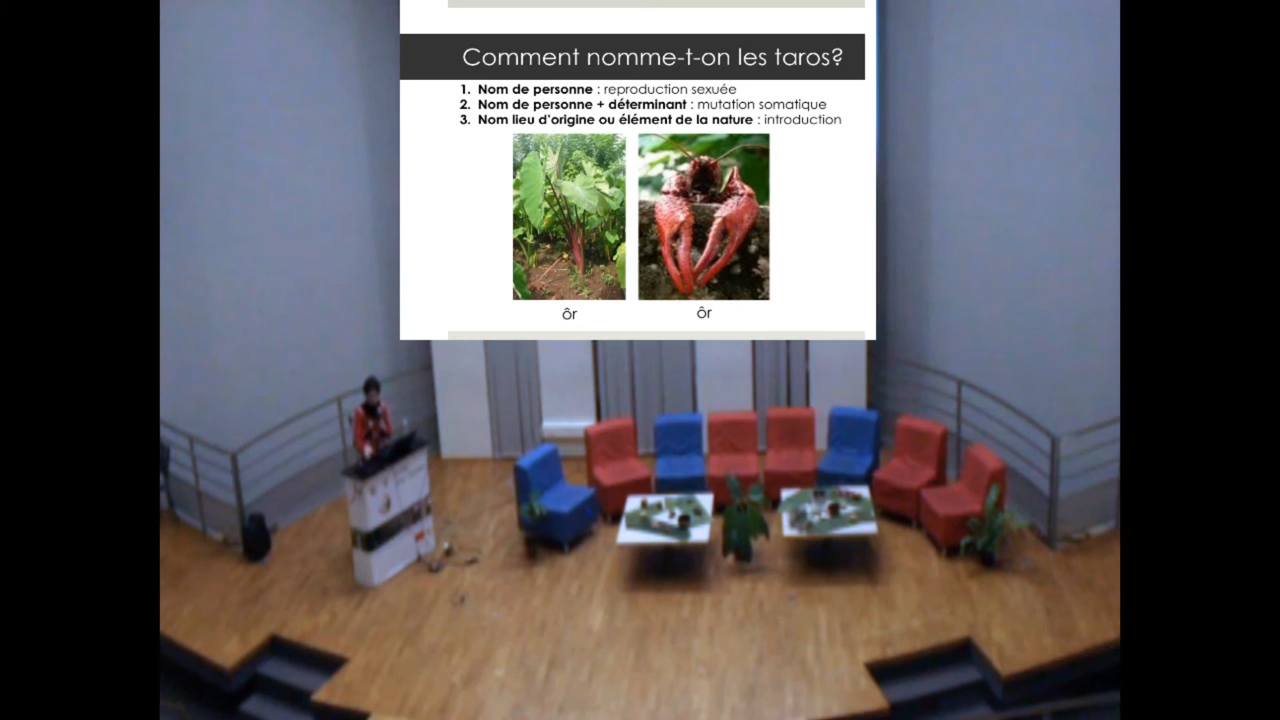 Comment nomme-t-on les taros?
1. Nom de personne : reproduction sexuée
2. Nom de personne + déterminant : mutation somatique
3. Nom lieu d'origine ou élément de la nature : introduction
ôr
ôr